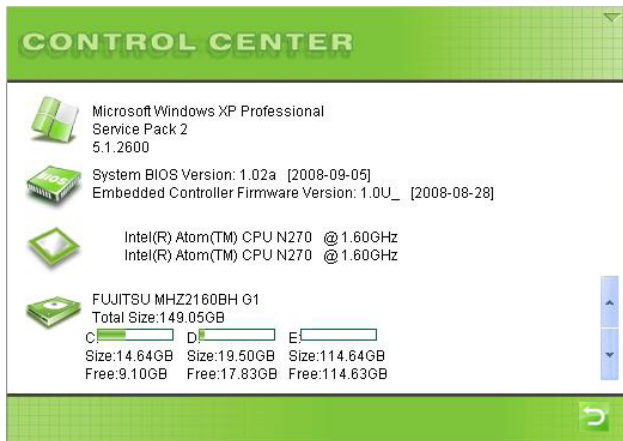 CONTROL CENTER
Microsoft Windows XP Professional
Service Pack 2
5.1.2600
BIOS
System BIOS Version: 1.02a [2008-09-05]
Embedded Controller Firmware Version: 1.0U_ [2008-08-28]
Intel(R) Atom(TM) CPU N270 @ 1.60GHz
Intel(R) Atom(TM) CPU N270 @ 1.60GHz
FUJITSU MHZ2160BH G1
Total Size:149.05GB
C: D: E:
Size:14.64GB Size:19.50GB Size:114.64GB
Free:9.10GB Free:17.83GB Free:114.63GB